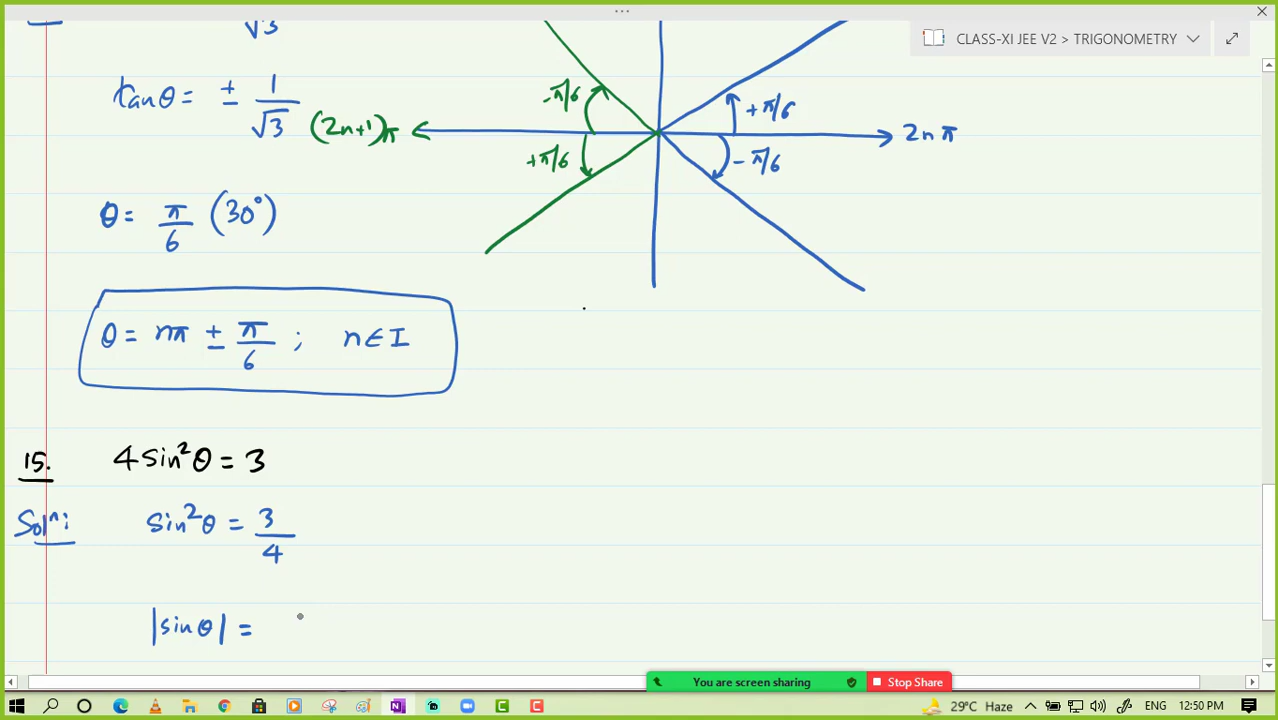 CLASS-XI JEE V2 > TRIGONOMETRY
√3
tanθ = ± 1/√3
-π/6
+π/6
(2n+1)π
2nπ
+π/6
-π/6
θ = π/6 (30°)
θ = nπ ± π/6 ; n∈I
15. 4sin²θ = 3
Solⁿ: sin²θ = 3/4
|sinθ| =
You are screen sharing
Stop Share
29°C Haze
ENG
12:50 PM